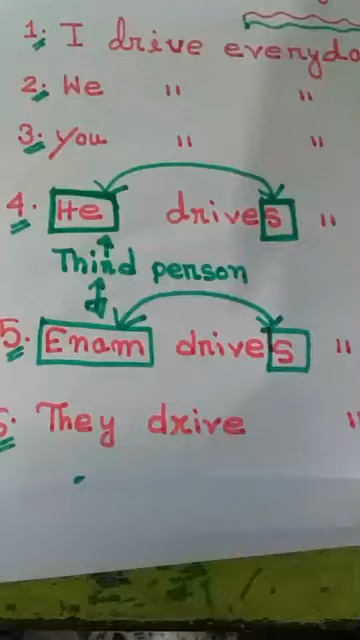 1. I drive everyda
2. We " "
3. you " "
4. He drives "
Third person
5. Enam drives "
6. They drive "